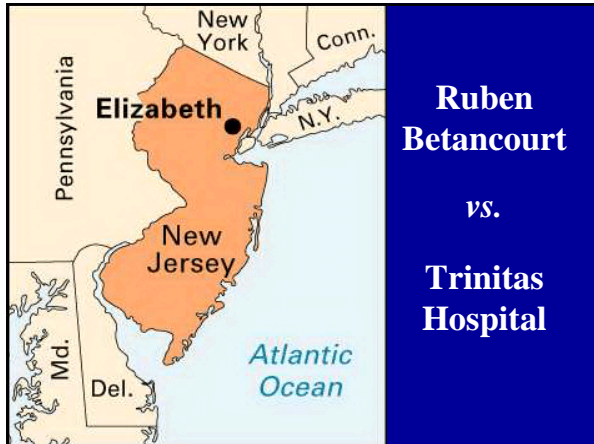 New
York
Conn.
Pennsylvania
Elizabeth
N.Y.
New
Jersey
Md.
Del.
Atlantic
Ocean
Ruben
Betancourt
vs.
Trinitas
Hospital